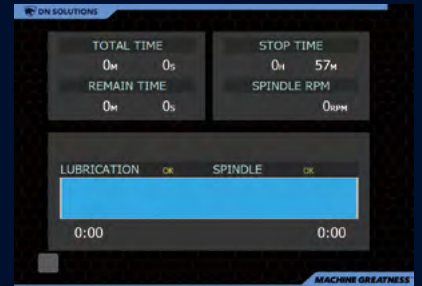 DN SOLUTIONS
TOTAL TIME
0M 0S
REMAIN TIME
0M 0S
STOP TIME
0H 57M
SPINDLE RPM
0RPM
LUBRICATION OK SPINDLE OK
0:00 0:00
MACHINE GREATNESS